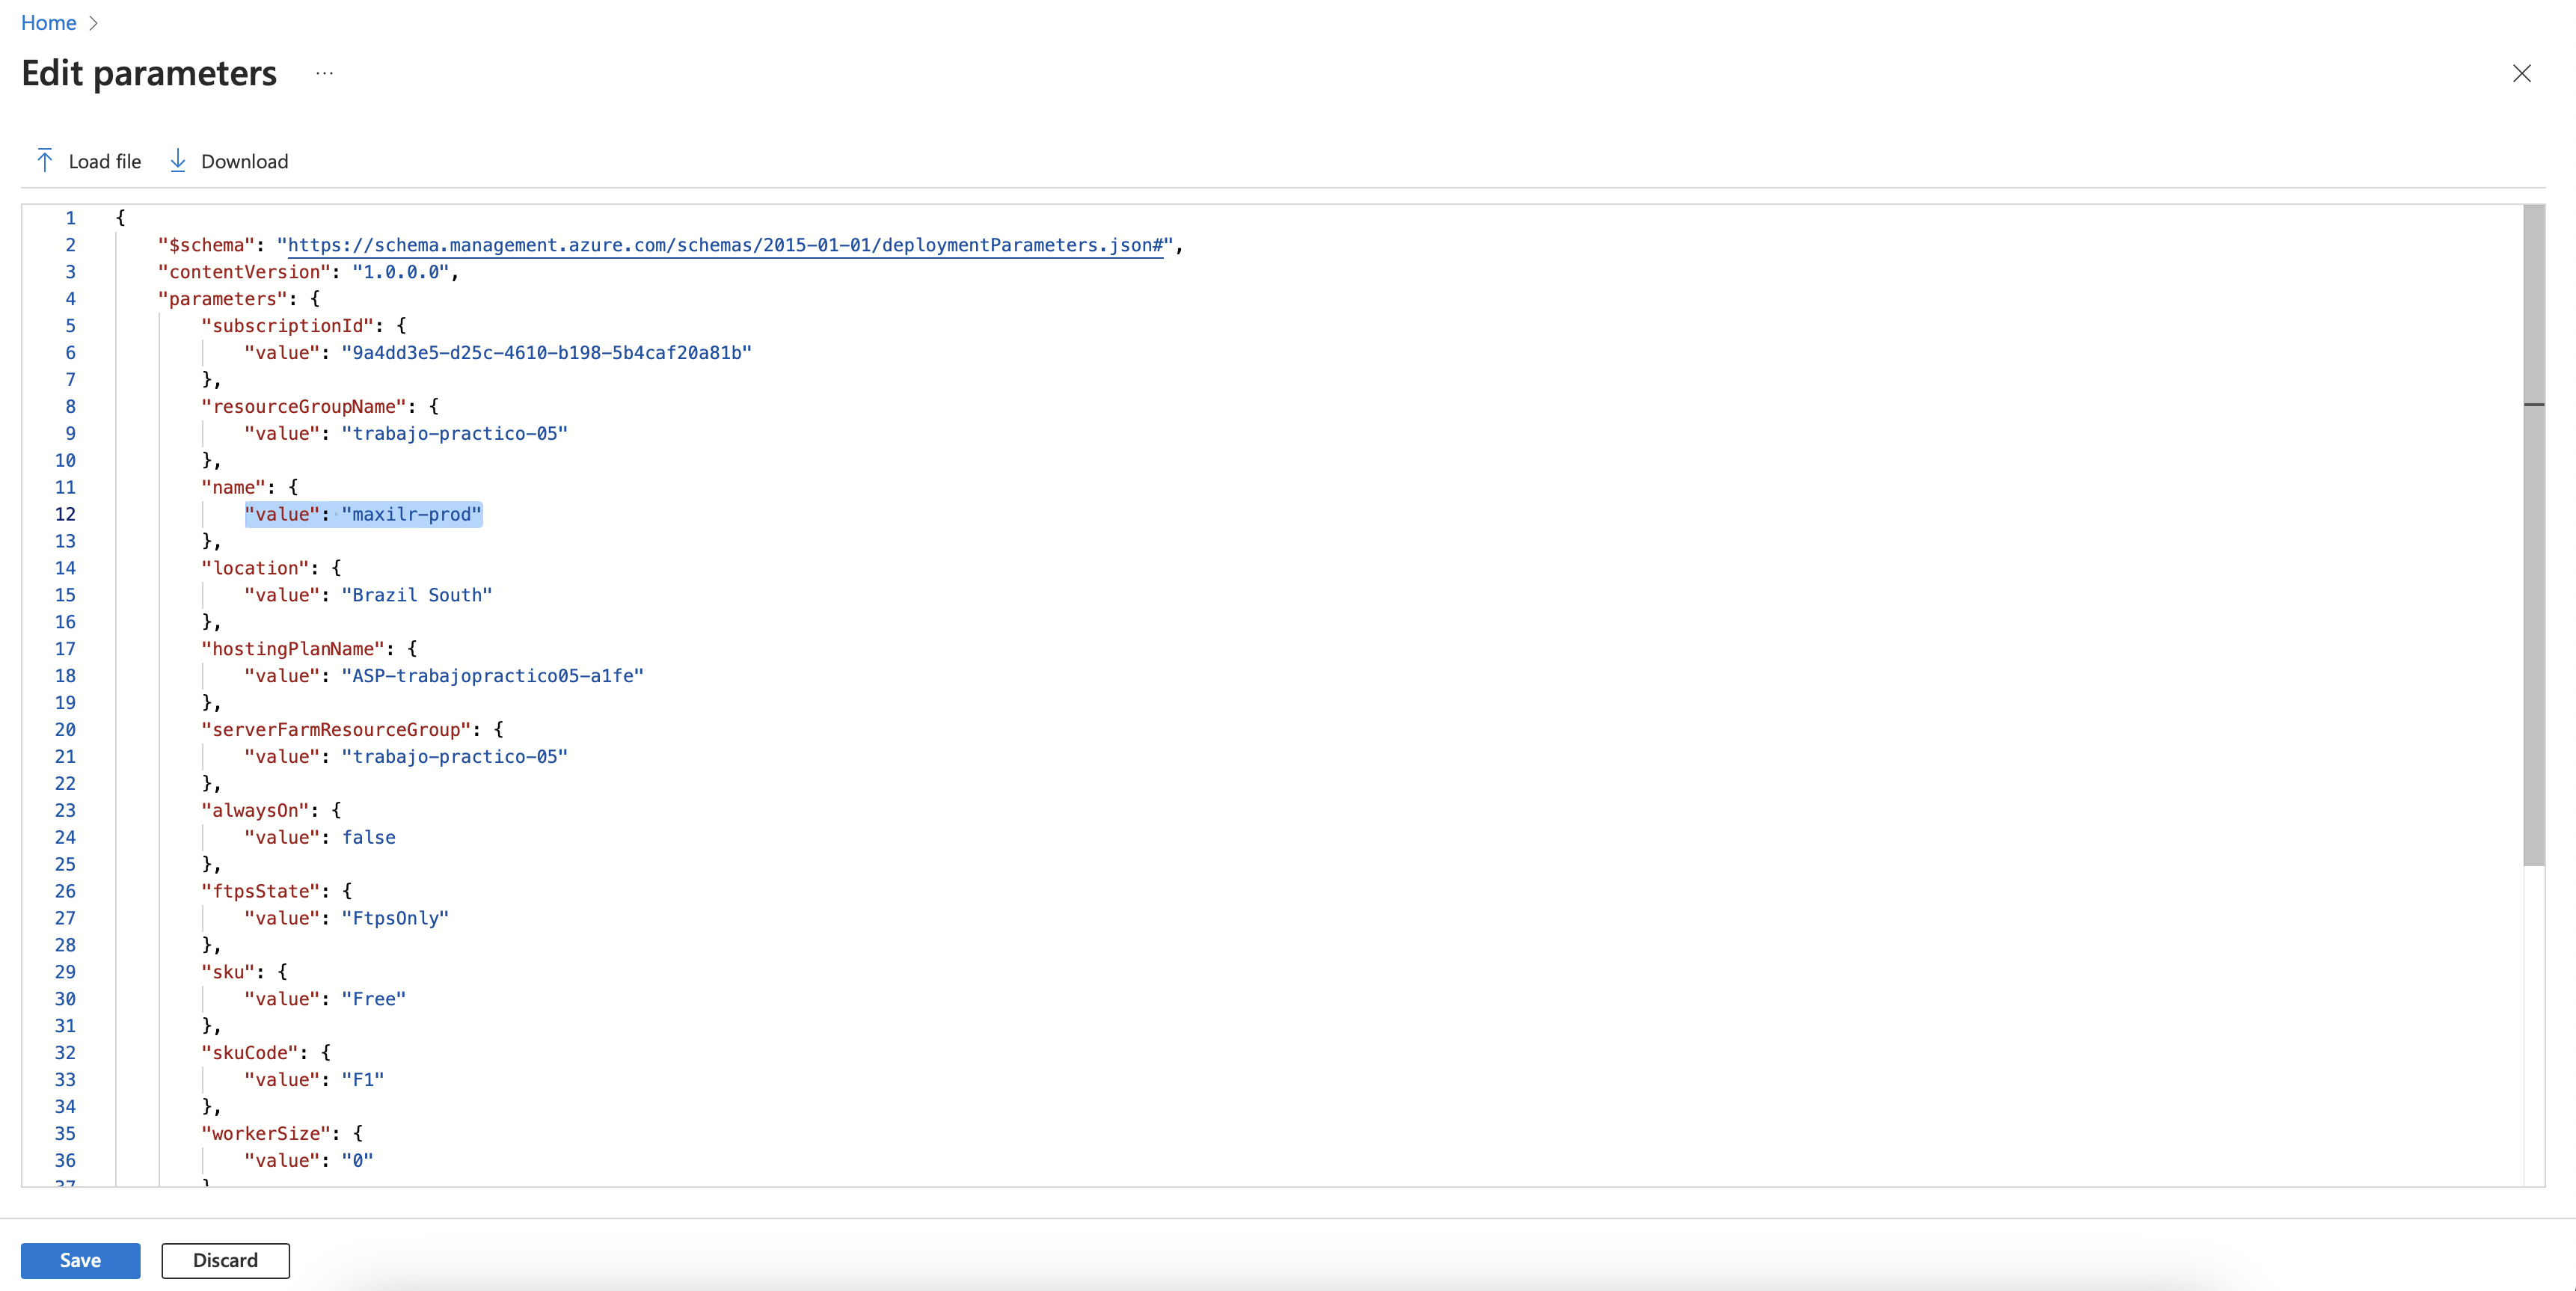 Home
Edit parameters ...
Load file Download
1 {
2 "$schema": "https://schema.management.azure.com/schemas/2015-01-01/deploymentParameters.json#",
3 "contentVersion": "1.0.0.0",
4 "parameters": {
5 "subscriptionId": {
6 "value": "9a4dd3e5-d25c-4610-b198-5b4caf20a81b"
7 },
8 "resourceGroupName": {
9 "value": "trabajo-practico-05"
10 },
11 "name": {
12 "value": "maxilr-prod"
13 },
14 "location": {
15 "value": "Brazil South"
16 },
17 "hostingPlanName": {
18 "value": "ASP-trabajopractico05-a1fe"
19 },
20 "serverFarmResourceGroup": {
21 "value": "trabajo-practico-05"
22 },
23 "alwaysOn": {
24 "value": false
25 },
26 "ftpsState": {
27 "value": "FtpsOnly"
28 },
29 "sku": {
30 "value": "Free"
31 },
32 "skuCode": {
33 "value": "F1"
34 },
35 "workerSize": {
36 "value": "0"
Save Discard